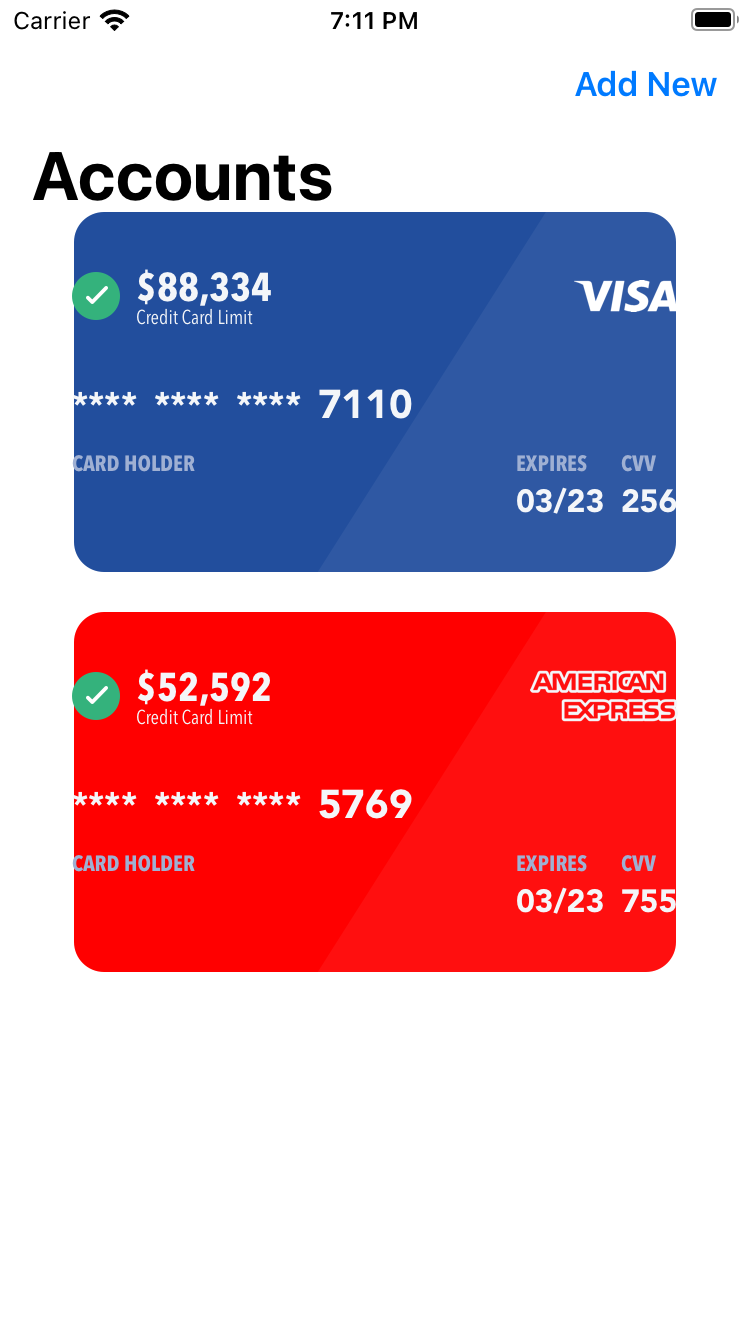 Carrier 7:11 PM
Add New
Accounts
$88,334
Credit Card Limit
VISA
**** **** **** 7110
CARD HOLDER EXPIRES CVV
03/23 256
$52,592
Credit Card Limit
AMERICAN
EXPRESS
**** **** **** 5769
CARD HOLDER EXPIRES CVV
03/23 755